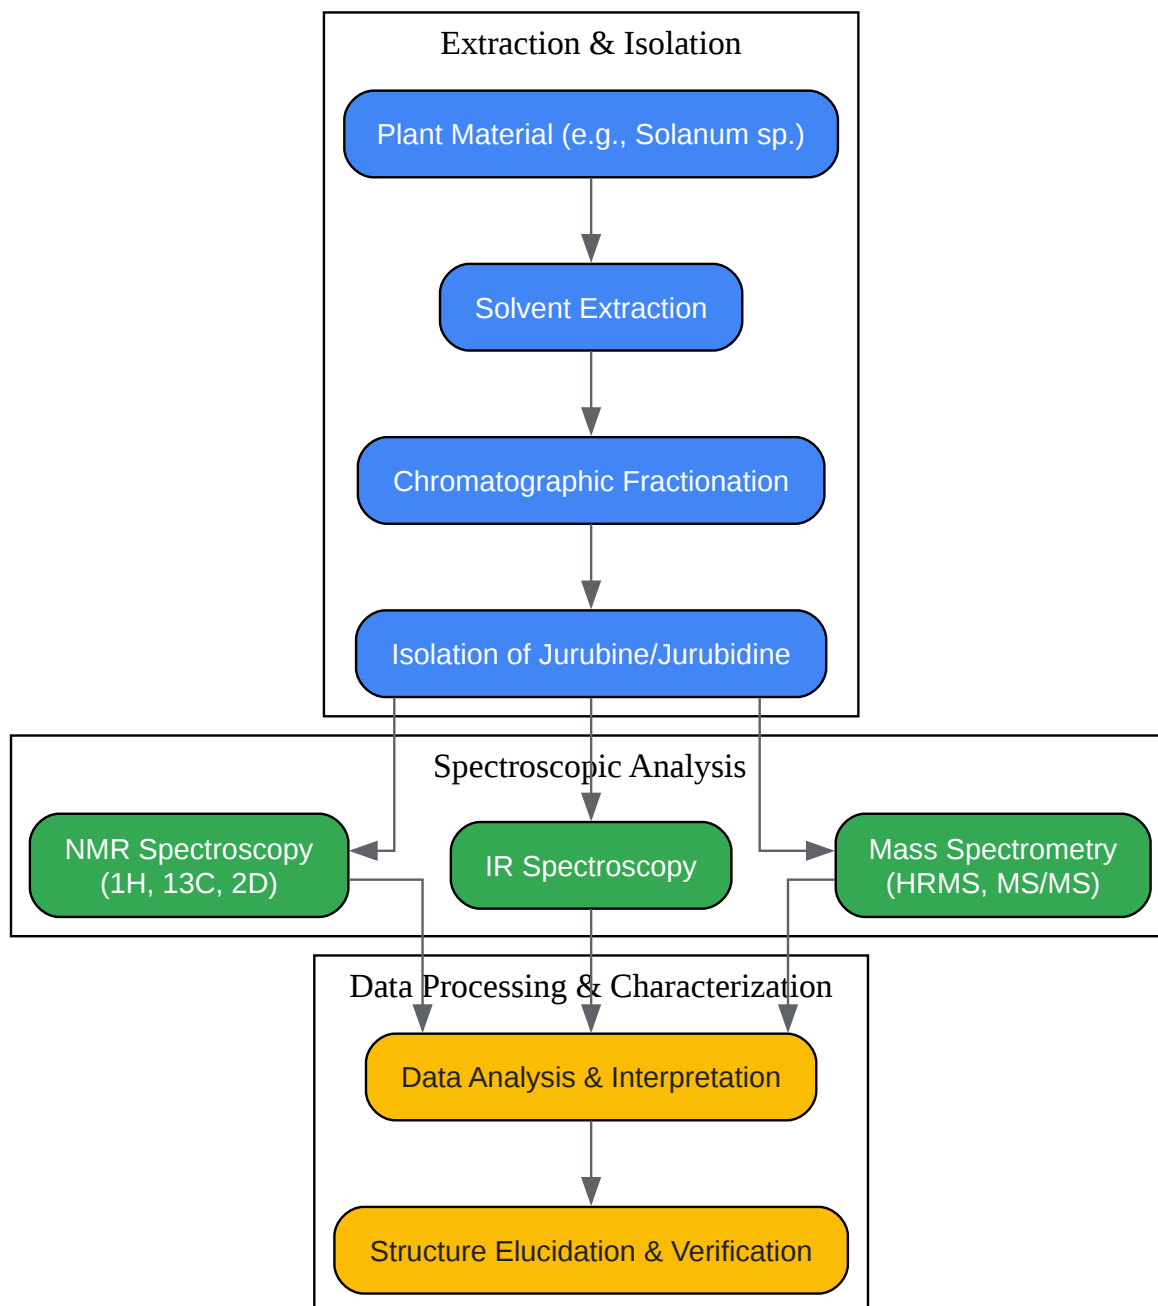 Extraction & Isolation
Plant Material (e.g., Solanum sp.)
Solvent Extraction
Chromatographic Fractionation
Isolation of Jurubine/Jurubidine
Spectroscopic Analysis
NMR Spectroscopy
(1H, 13C, 2D)
IR Spectroscopy
Mass Spectrometry
(HRMS, MS/MS)
Data Processing & Characterization
Data Analysis & Interpretation
Structure Elucidation & Verification